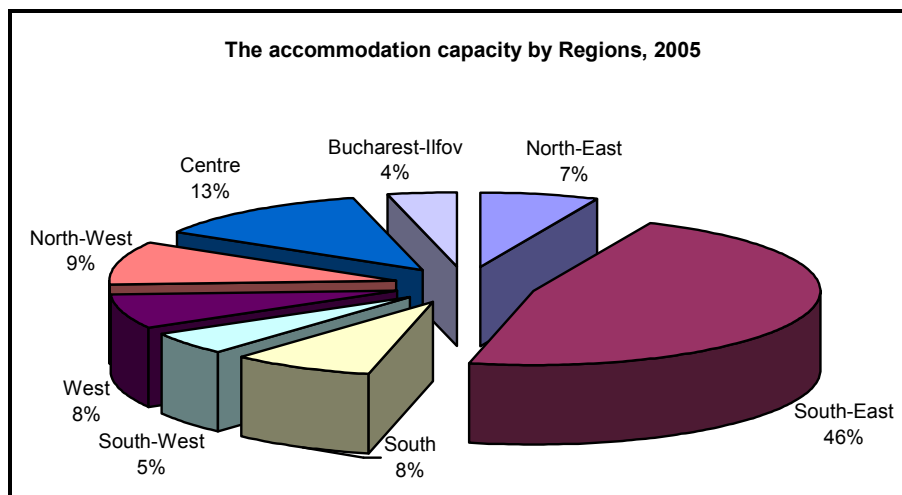 The accommodation capacity by Regions, 2005
Bucharest-Ilfov
4%
North-East
7%
Centre
13%
North-West
9%
West
8%
South-West
5%
South
8%
South-East
46%